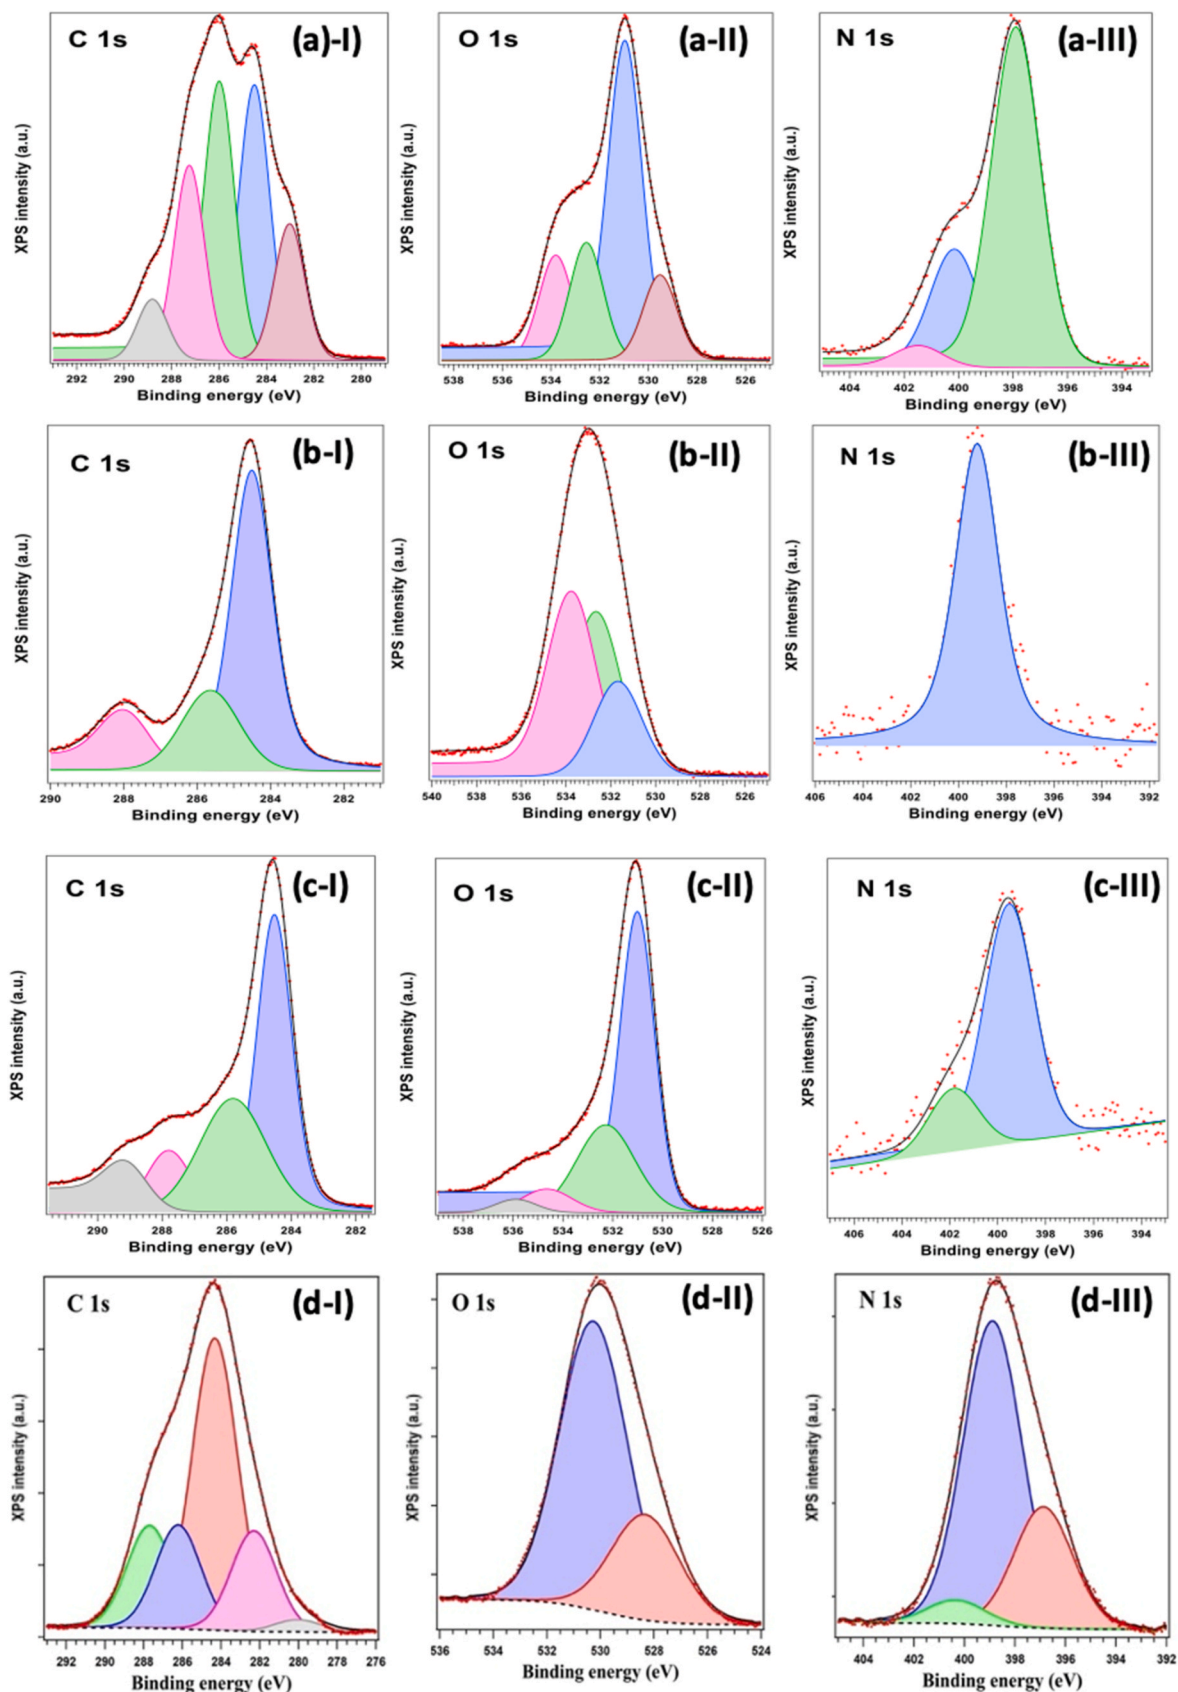 C 1s
(a)-I)
XPS intensity (a.u.)
292 290 288 286 284 282 280
Binding energy (eV)
O 1s
(a-II)
XPS intensity (a.u.)
538 536 534 532 530 528 526
Binding energy (eV)
N 1s
(a-III)
XPS intensity (a.u.)
404 402 400 398 396 394
Binding energy (eV)
C 1s
(b-I)
XPS intensity (a.u.)
290 288 286 284 282
Binding energy (eV)
O 1s
(b-II)
XPS intensity (a.u.)
540 538 536 534 532 530 528 526
Binding energy (eV)
N 1s
(b-III)
XPS intensity (a.u.)
406 404 402 400 398 396 394 392
Binding energy (eV)
C 1s
(c-I)
XPS intensity (a.u.)
290 288 286 284 282
Binding energy (eV)
O 1s
(c-II)
XPS intensity (a.u.)
538 536 534 532 530 528 526
Binding energy (eV)
N 1s
(c-III)
XPS intensity (a.u.)
406 404 402 400 398 396 394
Binding energy (eV)
C 1s
(d-I)
XPS intensity (a.u.)
292 290 288 286 284 282 280 278 276
Binding energy (eV)
O 1s
(d-II)
XPS intensity (a.u.)
536 534 532 530 528 526 524
Binding energy (eV)
N 1s
(d-III)
XPS intensity (a.u.)
404 402 400 398 396 394 392
Binding energy (eV)